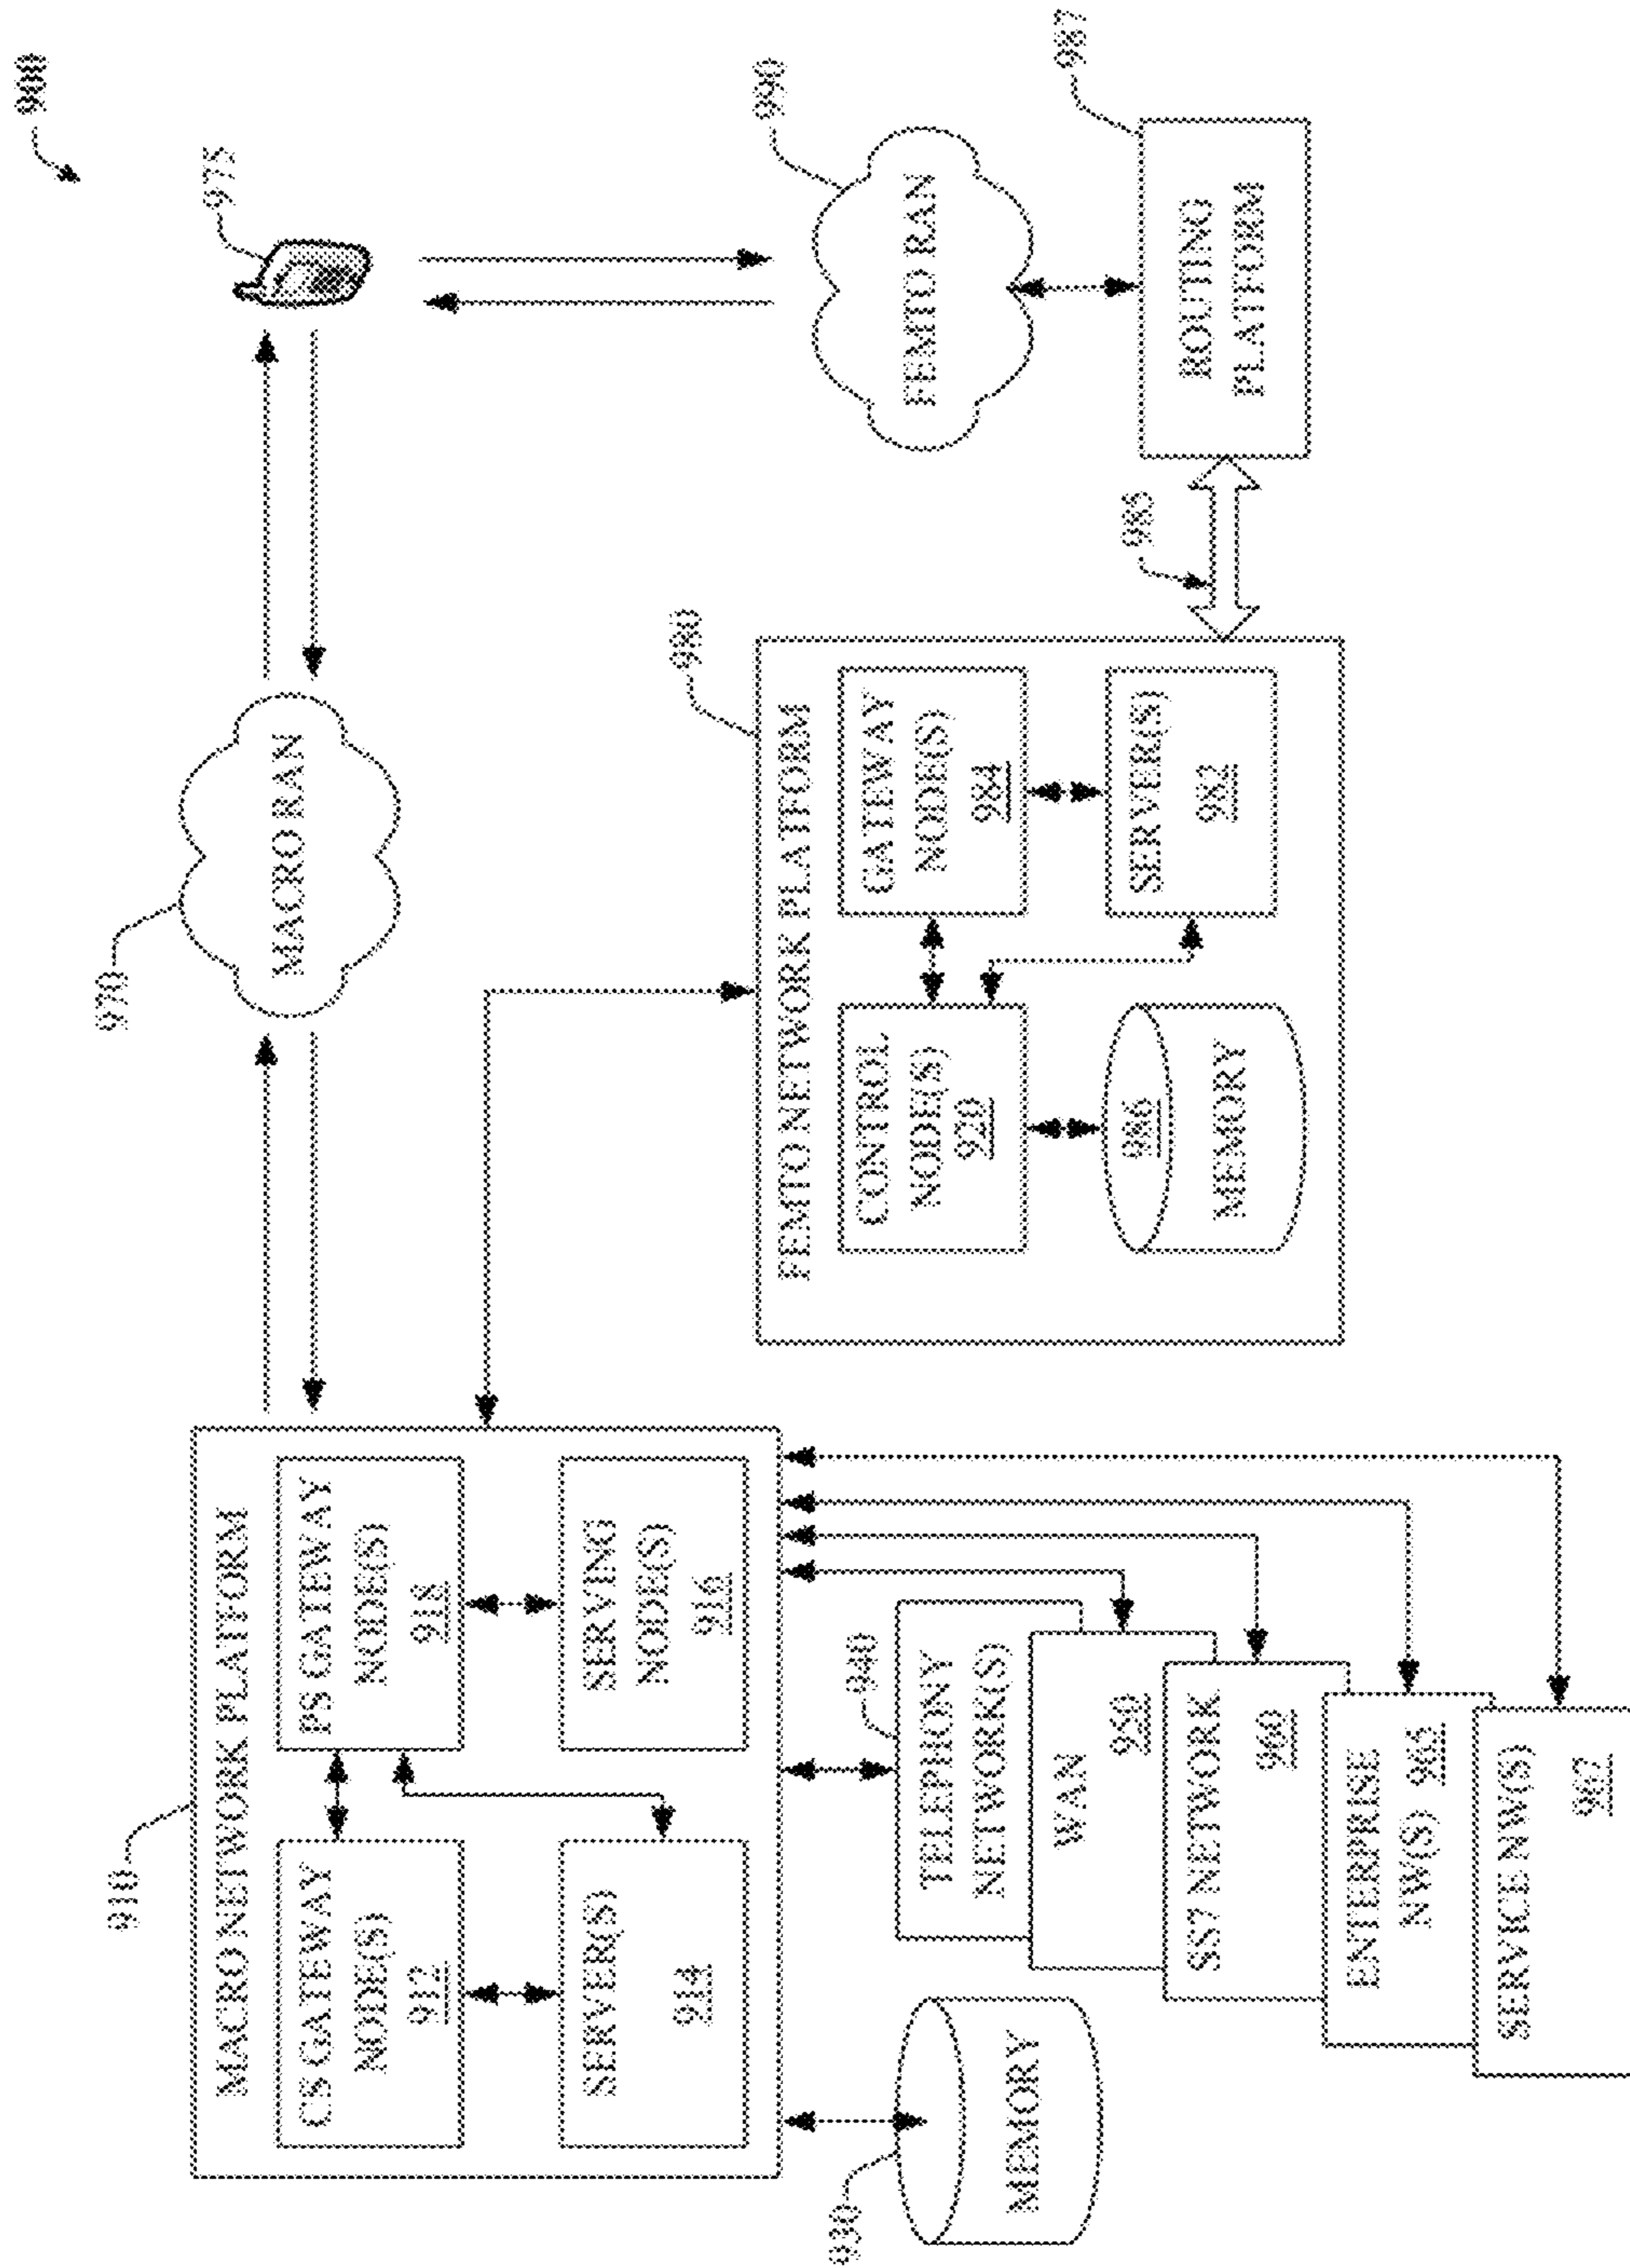 900
910
MACRO NETWORK PLATFORM
CS GATEWAY
NODE(S)
912
PS GATEWAY
NODE(S)
918
SERVER(S)
914
SERVING
NODE(S)
916
970
MACRO RAN
975
930
MEMORY
940
TELEPHONY
NETWORK(S)
WAN
950
SS7 NETWORK
960
ENTERPRISE
NW(S) 965
SERVICE NW(S)
967
980
FEMTO NETWORK PLATFORM
CONTROL
NODE(S)
920
GATEWAY
NODE(S)
984
986
MEMORY
SERVER(S)
982
985
990
FEMTO RAN
987
ROUTING
PLATFORM